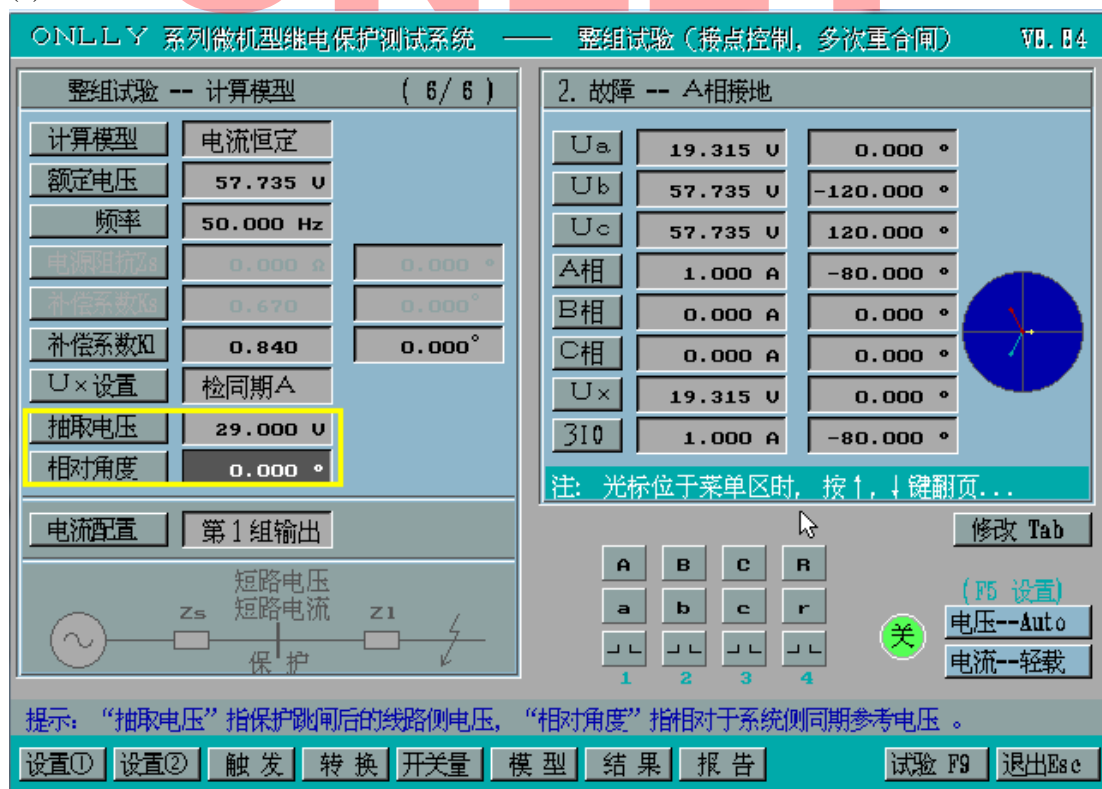 ONLLY 系列微机型继电保护测试系统 —— 整组试验(接点控制, 多次重合闸) V8.04
整组试验 -- 计算模型 ( 6/ 6 )
计算模型 电流恒定
额定电压 57.735 V
频率 50.000 Hz
电源阻抗Zs 0.000 Ω 0.000 °
补偿系数Ks 0.670 0.000°
补偿系数Kl 0.840 0.000°
U×设置 检同期A
抽取电压 29.000 V
相对角度 0.000 °
电流配置 第1组输出
短路电压
Zs 短路电流 Zl
保 护
2. 故障 -- A相接地
Ua 19.315 V 0.000 °
Ub 57.735 V -120.000 °
Uc 57.735 V 120.000 °
A相 1.000 A -80.000 °
B相 0.000 A 0.000 °
C相 0.000 A 0.000 °
U× 19.315 V 0.000 °
3I0 1.000 A -80.000 °
注: 光标位于菜单区时, 按↑,↓键翻页...
修改 Tab
A B C R
a b c r
1 2 3 4
关
(F5 设置)
电压--Auto
电流--轻载
提示: “抽取电压”指保护跳闸后的线路侧电压, “相对角度”指相对于系统侧同期参考电压 。
设置① 设置② 触 发 转 换 开关量 模 型 结 果 报 告 试验 F9 退出Esc